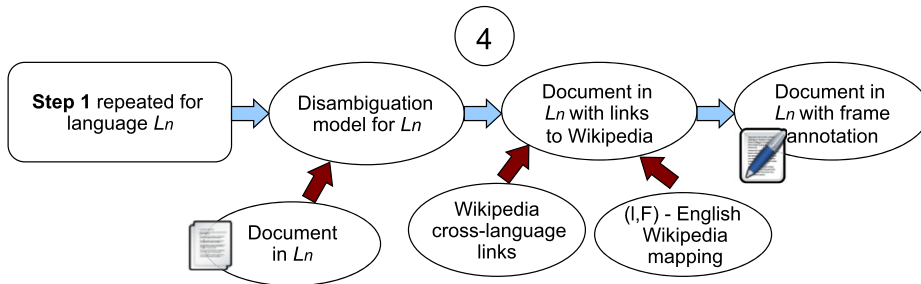 4
Step 1 repeated for
language Ln
Disambiguation
model for Ln
Document in
Ln with links
to Wikipedia
Document in
Ln with frame
annotation
Document
in Ln
Wikipedia
cross-language
links
(I,F) - English
Wikipedia
mapping